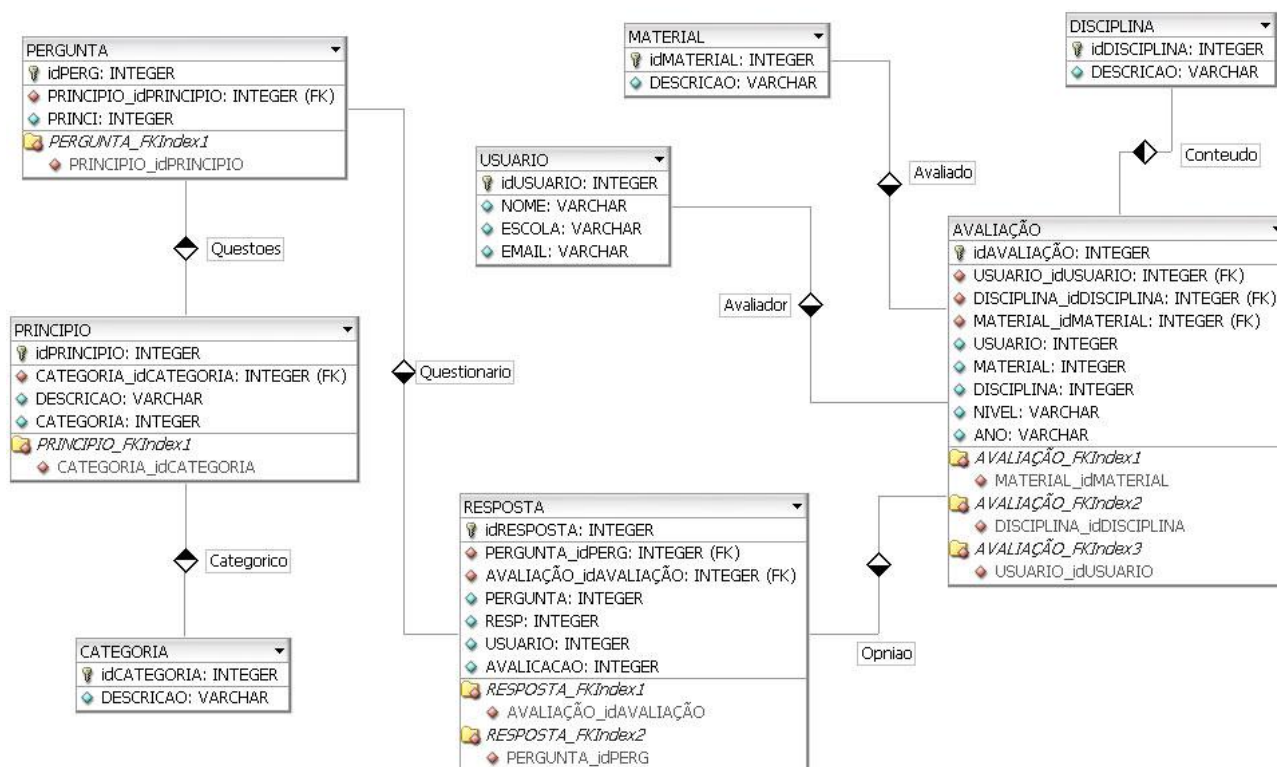 PERGUNTA
idPERG: INTEGER
PRINCIPIO_idPRINCIPIO: INTEGER (FK)
PRINCI: INTEGER
PERGUNTA_FKIndex1
PRINCIPIO_idPRINCIPIO
Questoes
PRINCIPIO
idPRINCIPIO: INTEGER
CATEGORIA_idCATEGORIA: INTEGER (FK)
DESCRICAO: VARCHAR
CATEGORIA: INTEGER
PRINCIPIO_FKIndex1
CATEGORIA_idCATEGORIA
Categorico
CATEGORIA
idCATEGORIA: INTEGER
DESCRICAO: VARCHAR
MATERIAL
idMATERIAL: INTEGER
DESCRICAO: VARCHAR
Avaliado
USUARIO
idUSUARIO: INTEGER
NOME: VARCHAR
ESCOLA: VARCHAR
EMAIL: VARCHAR
Avaliador
Questionario
RESPOSTA
idRESPOSTA: INTEGER
PERGUNTA_idPERG: INTEGER (FK)
AVALIAÇÃO_idAVALIAÇÃO: INTEGER (FK)
PERGUNTA: INTEGER
RESP: INTEGER
USUARIO: INTEGER
AVALICACAO: INTEGER
RESPOSTA_FKIndex1
AVALIAÇÃO_idAVALIAÇÃO
RESPOSTA_FKIndex2
PERGUNTA_idPERG
Opniao
DISCIPLINA
idDISCIPLINA: INTEGER
DESCRICAO: VARCHAR
Conteudo
AVALIAÇÃO
idAVALIAÇÃO: INTEGER
USUARIO_idUSUARIO: INTEGER (FK)
DISCIPLINA_idDISCIPLINA: INTEGER (FK)
MATERIAL_idMATERIAL: INTEGER (FK)
USUARIO: INTEGER
MATERIAL: INTEGER
DISCIPLINA: INTEGER
NIVEL: VARCHAR
ANO: VARCHAR
AVALIAÇÃO_FKIndex1
MATERIAL_idMATERIAL
AVALIAÇÃO_FKIndex2
DISCIPLINA_idDISCIPLINA
AVALIAÇÃO_FKIndex3
USUARIO_idUSUARIO